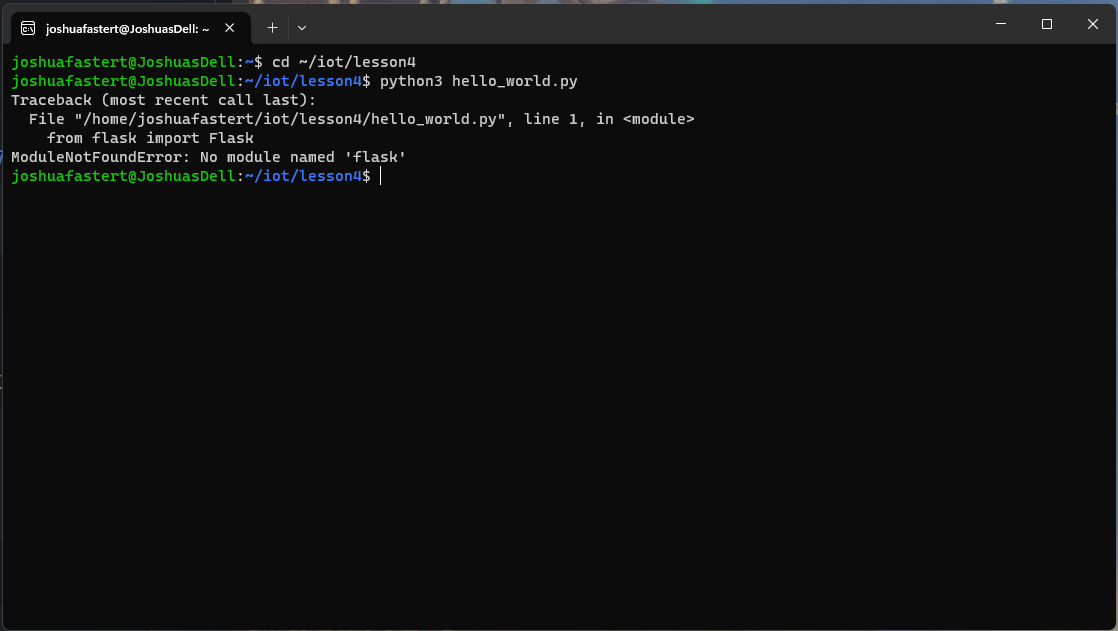 joshuafastert@JoshuasDell: ~
joshuafastert@JoshuasDell:~$ cd ~/iot/lesson4
joshuafastert@JoshuasDell:~/iot/lesson4$ python3 hello_world.py
Traceback (most recent call last):
  File "/home/joshuafastert/iot/lesson4/hello_world.py", line 1, in <module>
    from flask import Flask
ModuleNotFoundError: No module named 'flask'
joshuafastert@JoshuasDell:~/iot/lesson4$